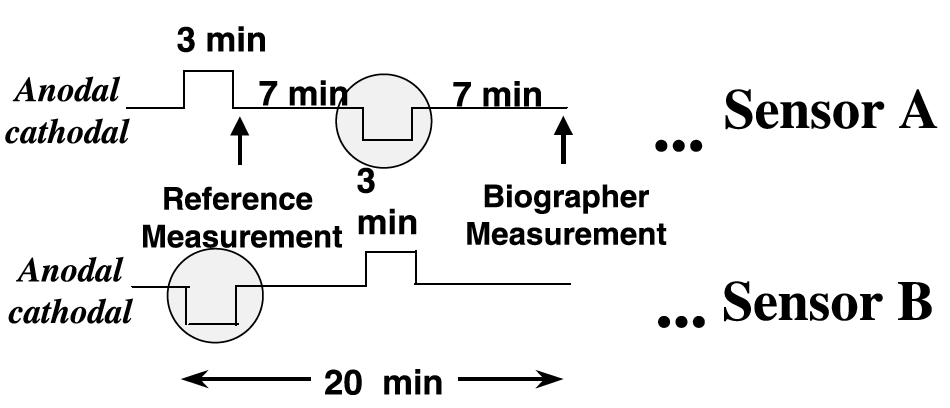 3 min
Anodal
cathodal
7 min
7 min
... Sensor A
Reference
Measurement
3
min
Biographer
Measurement
Anodal
cathodal
... Sensor B
20 min